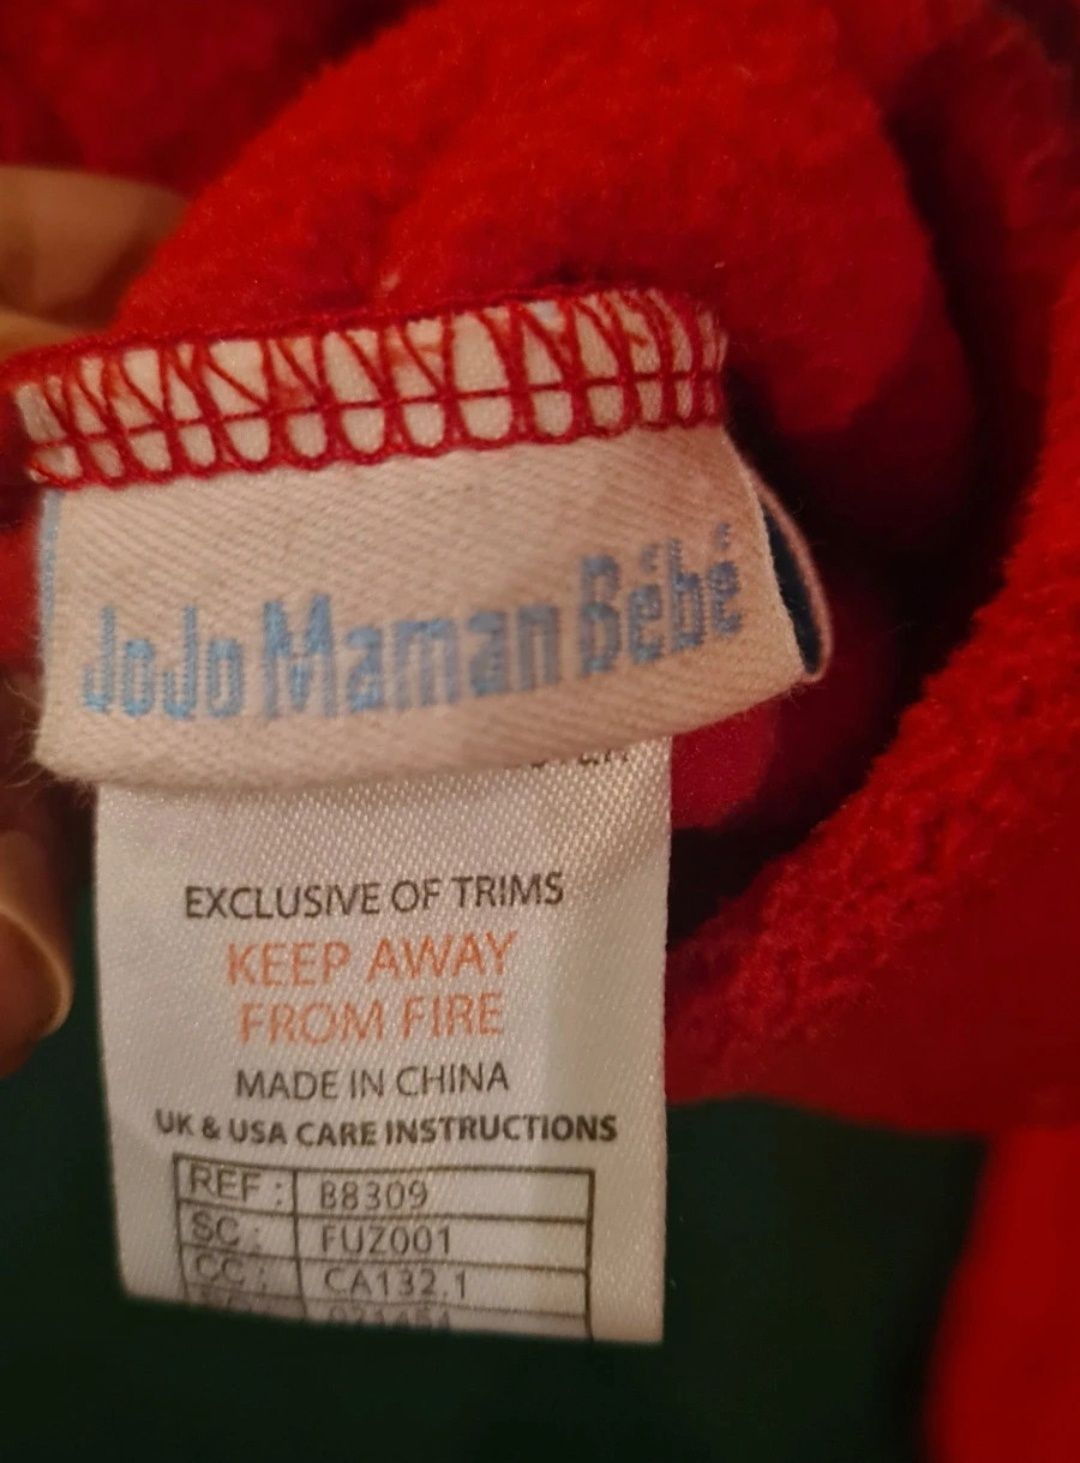 JoJo Maman Bébé
EXCLUSIVE OF TRIMS
KEEP AWAY
FROM FIRE
MADE IN CHINA
UK & USA CARE INSTRUCTIONS
REF : B8309
SC : FUZ001
CC : CA132.1